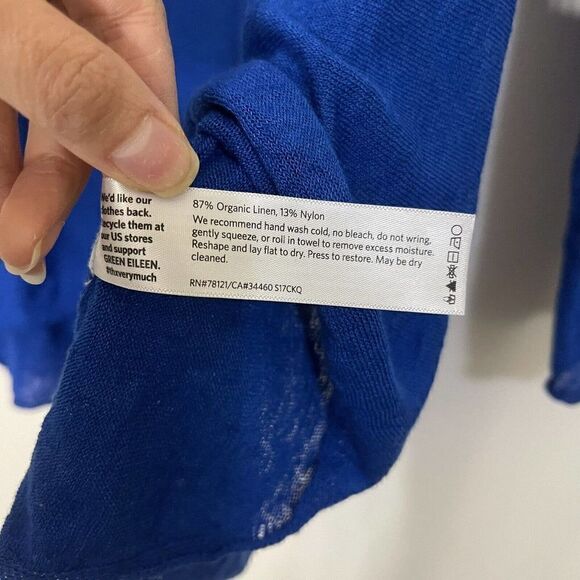 We'd like our
clothes back.
Recycle them at
our US stores
and support
GREEN EILEEN.
#thxverymuch
87% Organic Linen, 13% Nylon
We recommend hand wash cold, no bleach, do not wring,
gently squeeze, or roll in towel to remove excess moisture.
Reshape and lay flat to dry. Press to restore. May be dry
cleaned.
RN#78121/CA#34460 S17CKQ